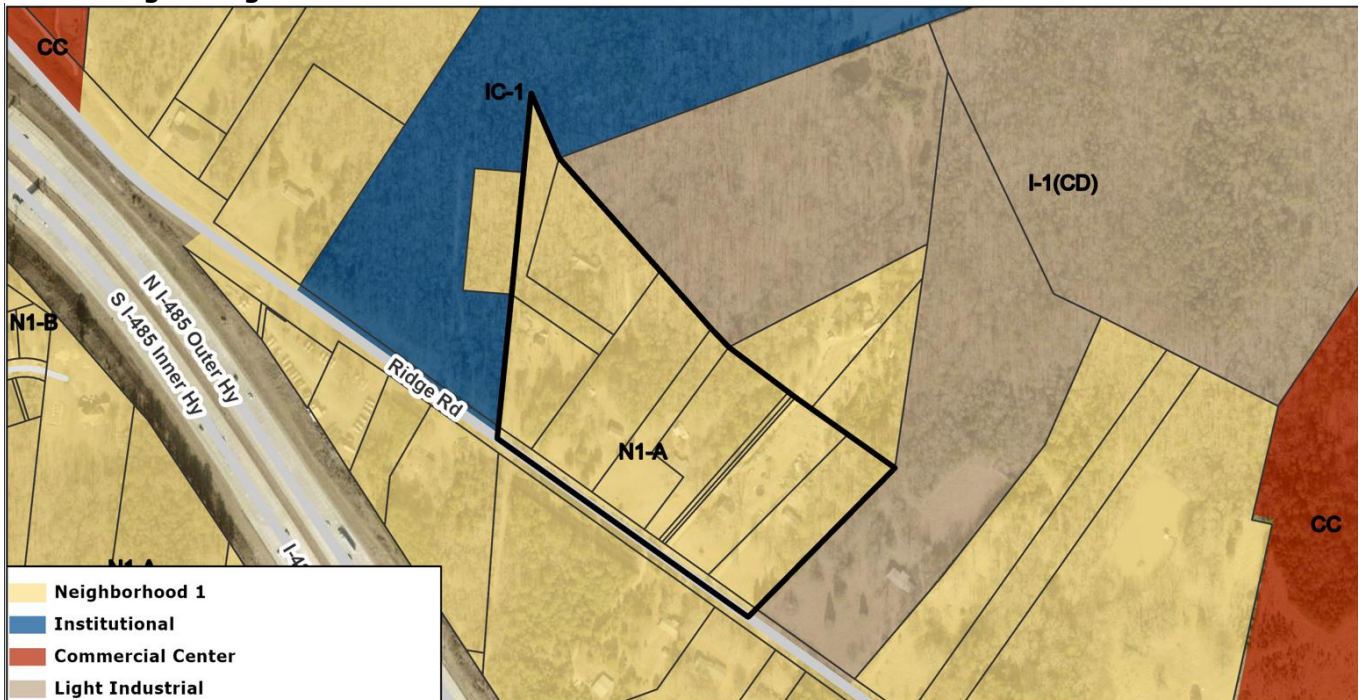 CC
IC-1
I-1(CD)
N1-B
N I-485 Outer Hy
S I-485 Inner Hy
Ridge Rd
N1-A
CC
N1-A
Neighborhood 1
Institutional
Commercial Center
Light Industrial